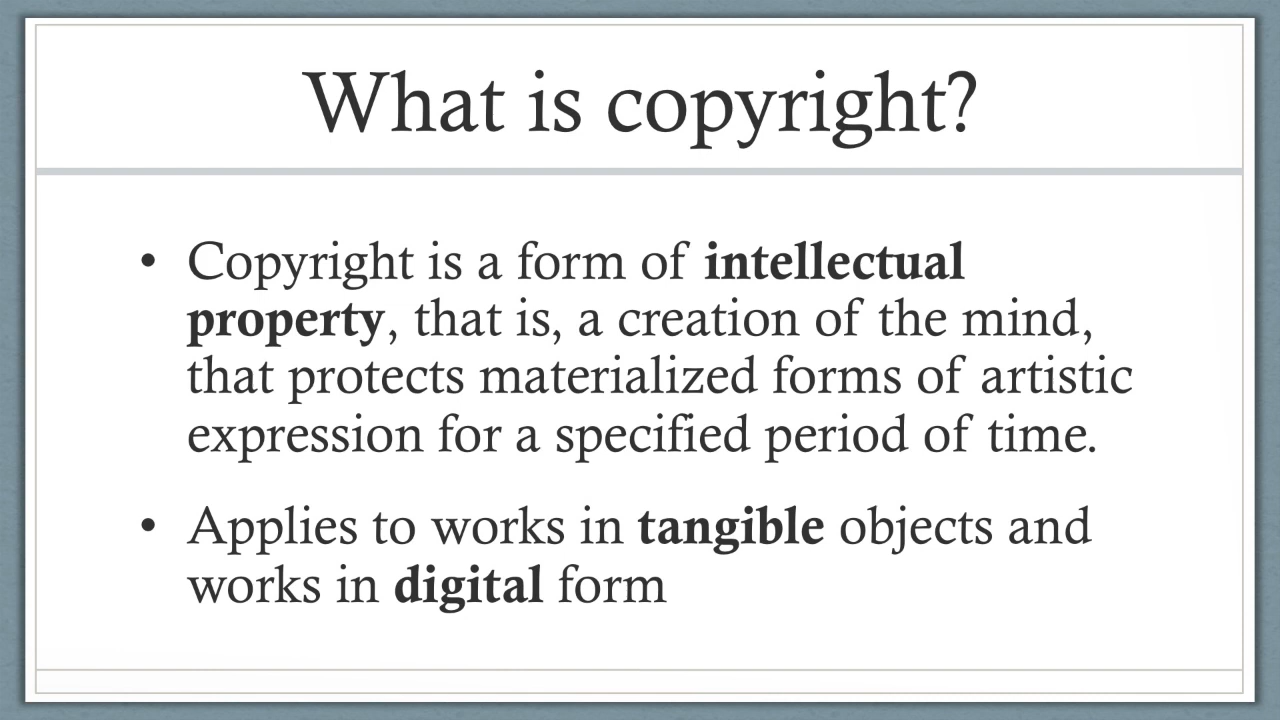 What is copyright?
• Copyright is a form of intellectual
property, that is, a creation of the mind,
that protects materialized forms of artistic
expression for a specified period of time.
• Applies to works in tangible objects and
works in digital form